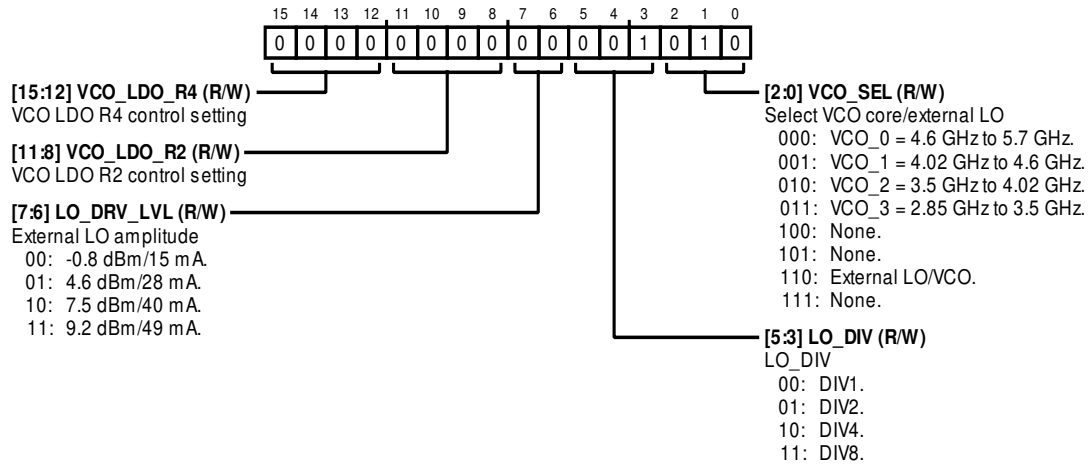 15 14 13 12 11 10 9 8 7 6 5 4 3 2 1 0
0 0 0 0 0 0 0 0 0 0 0 0 1 0 1 0
[15:12] VCO_LDO_R4 (R/W)
VCO LDO R4 control setting
[11:8] VCO_LDO_R2 (R/W)
VCO LDO R2 control setting
[7:6] LO_DRV_LVL (R/W)
External LO amplitude
00: -0.8 dBm/15 mA.
01: 4.6 dBm/28 mA.
10: 7.5 dBm/40 mA.
11: 9.2 dBm/49 mA.
[2:0] VCO_SEL (R/W)
Select VCO core/external LO
000: VCO_0 = 4.6 GHz to 5.7 GHz.
001: VCO_1 = 4.02 GHz to 4.6 GHz.
010: VCO_2 = 3.5 GHz to 4.02 GHz.
011: VCO_3 = 2.85 GHz to 3.5 GHz.
100: None.
101: None.
110: External LO/VCO.
111: None.
[5:3] LO_DIV (R/W)
LO_DIV
00: DIV1.
01: DIV2.
10: DIV4.
11: DIV8.